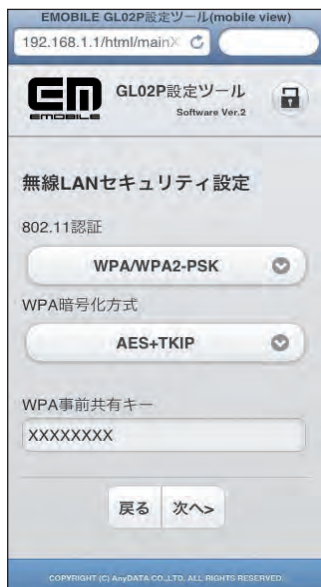 EMOBILE GL02P設定ツール(mobile view)
192.168.1.1/html/mainX
EM
EMOBILE
GL02P設定ツール
Software Ver.2
無線LANセキュリティ設定
802.11認証
WPA/WPA2-PSK
WPA暗号化方式
AES+TKIP
WPA事前共有キー
XXXXXXXX
戻る 次へ>
COPYRIGHT (C) AnyDATA CO.,LTD. ALL RIGHTS RESERVED.